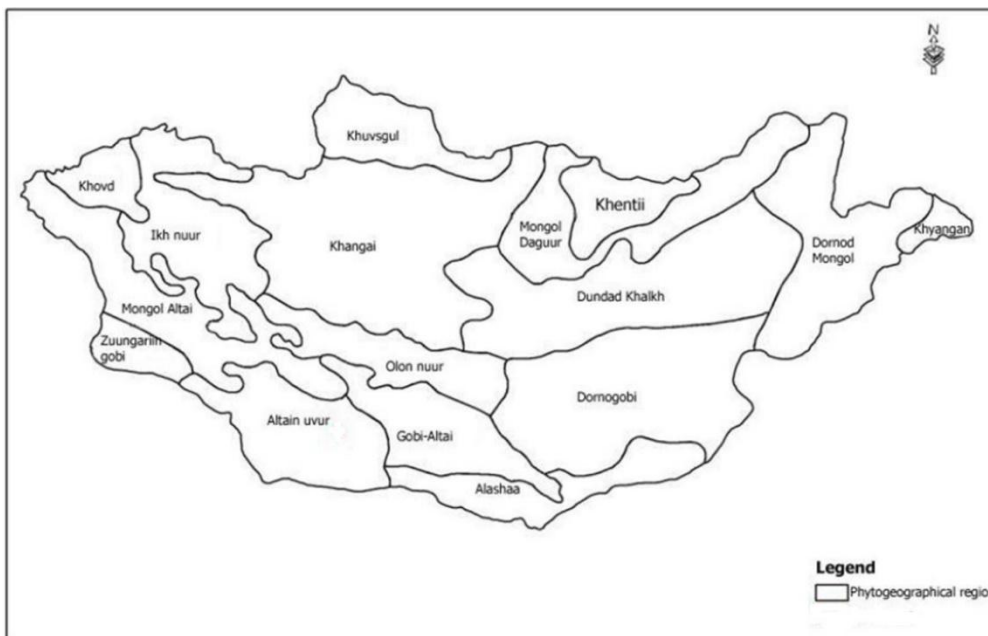 N
Khuvsgul
Khovd
Khentii
Ikh nuur
Khangai
Mongol
Daguur
Dornod
Mongol
Khyangan
Dundad Khalkh
Mongol Altai
Zuungariin
gobi
Olon nuur
Dornogobi
Altain uvur
Gobi-Altai
Alashaa
Legend
Phytogeographical regio